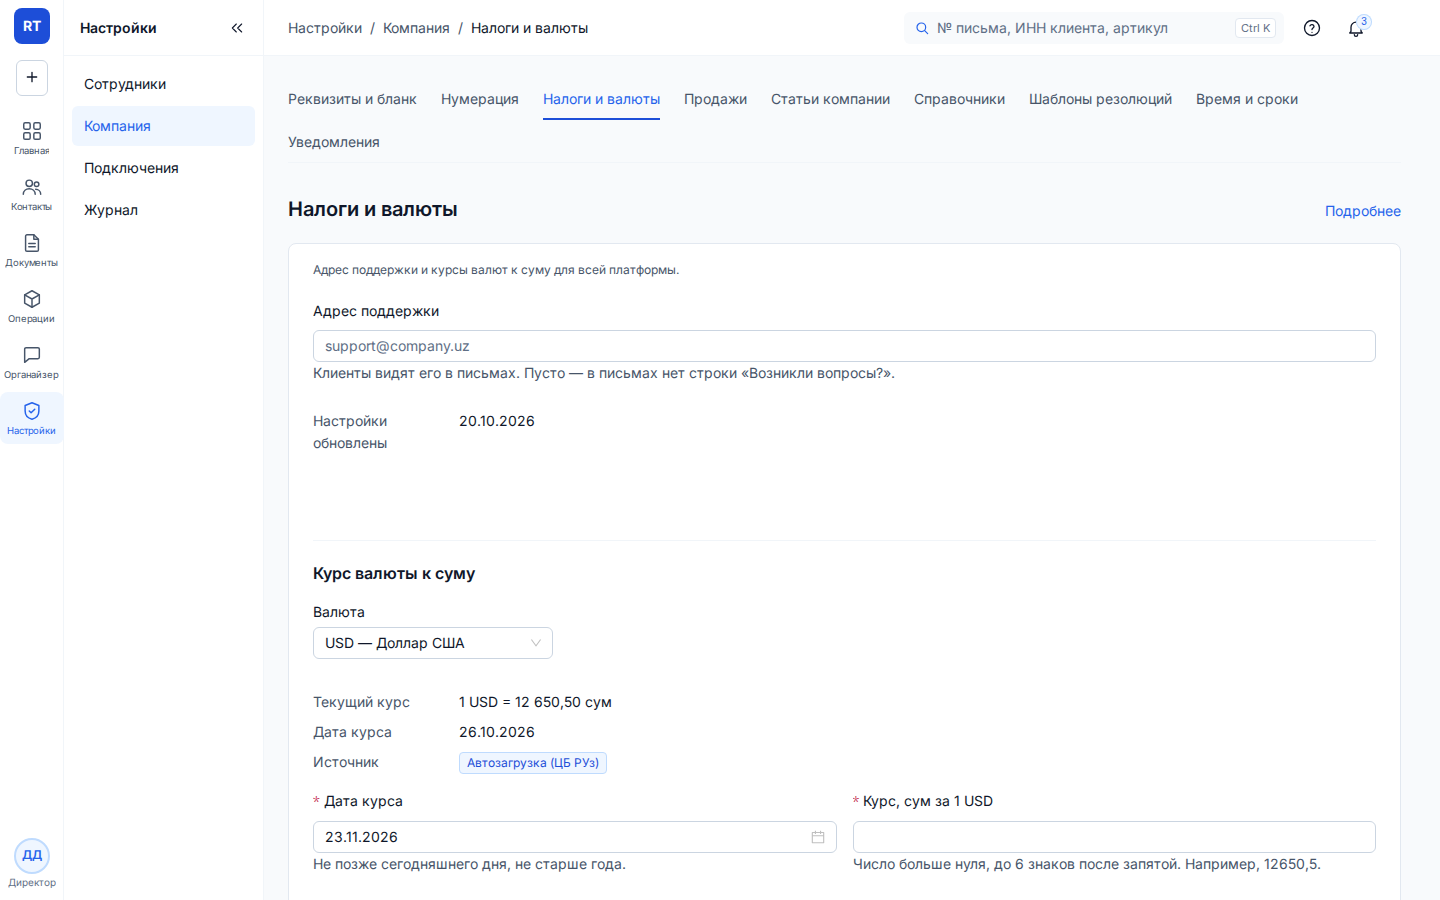 RT
Настройки
Настройки / Компания / Налоги и валюты
№ письма, ИНН клиента, артикул
Ctrl K
3
Главная
Контакты
Документы
Операции
Органайзер
Настройки
ДД
Директор
Сотрудники
Компания
Подключения
Журнал
Реквизиты и бланк
Нумерация
Налоги и валюты
Продажи
Статьи компании
Справочники
Шаблоны резолюций
Время и сроки
Уведомления
Налоги и валюты
Подробнее
Адрес поддержки и курсы валют к суму для всей платформы.
Адрес поддержки
support@company.uz
Клиенты видят его в письмах. Пусто — в письмах нет строки «Возникли вопросы?».
Настройки обновлены
20.10.2026
Курс валюты к суму
Валюта
USD — Доллар США
Текущий курс
1 USD = 12 650,50 сум
Дата курса
26.10.2026
Источник
Автозагрузка (ЦБ РУз)
* Дата курса
* Курс, сум за 1 USD
23.11.2026
Не позже сегодняшнего дня, не старше года.
Число больше нуля, до 6 знаков после запятой. Например, 12650,5.